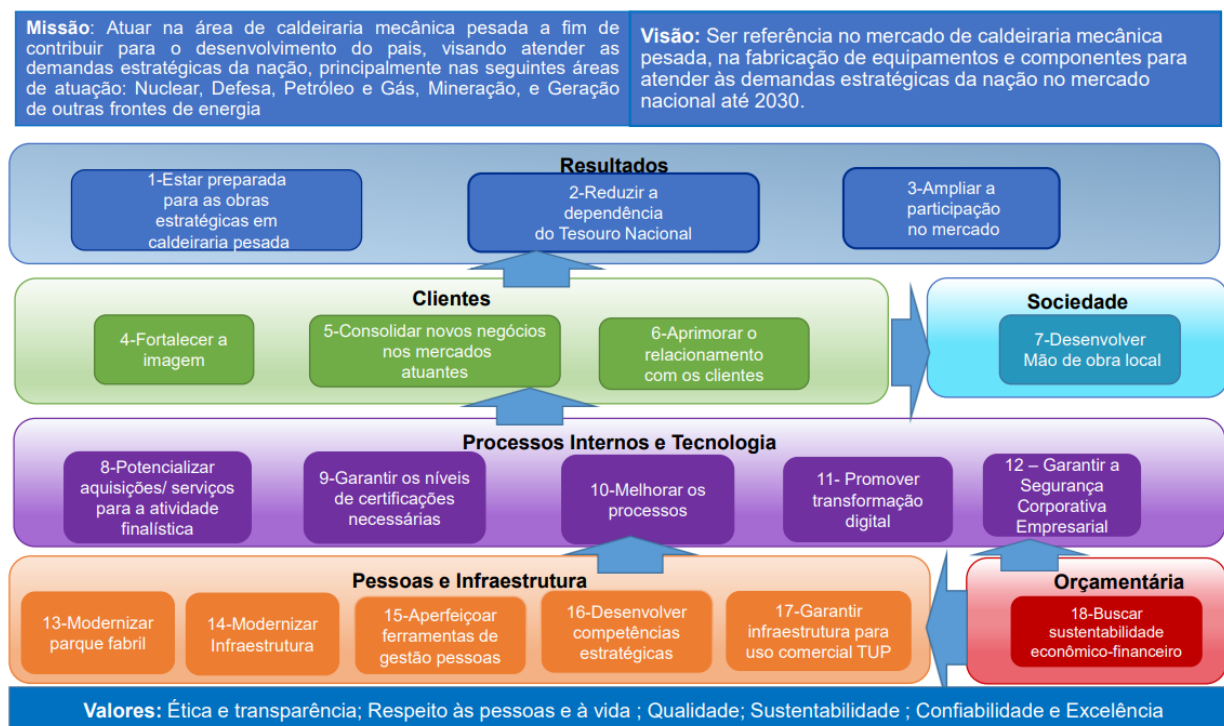 Missão: Atuar na área de caldeiraria mecânica pesada a fim de
contribuir para o desenvolvimento do pais, visando atender as
demandas estratégicas da nação, principalmente nas seguintes áreas
de atuação: Nuclear, Defesa, Petróleo e Gás, Mineração, e Geração
de outras frontes de energia
Visão: Ser referência no mercado de caldeiraria mecânica
pesada, na fabricação de equipamentos e componentes para
atender às demandas estratégicas da nação no mercado
nacional até 2030.
Resultados
1-Estar preparada
para as obras
estratégicas em
caldeiraria pesada
2-Reduzir a
dependência
do Tesouro Nacional
3-Ampliar a
participação
no mercado
Clientes
4-Fortalecer a
imagem
5-Consolidar novos negócios
nos mercados
atuantes
6-Aprimorar o
relacionamento
com os clientes
Sociedade
7-Desenvolver
Mão de obra local
Processos Internos e Tecnologia
8-Potencializar
aquisições/ serviços
para a atividade
finalística
9-Garantir os níveis
de certificações
necessárias
10-Melhorar os
processos
11- Promover
transformação
digital
12 – Garantir a
Segurança
Corporativa
Empresarial
Pessoas e Infraestrutura
13-Modernizar
parque fabril
14-Modernizar
Infraestrutura
15-Aperfeiçoar
ferramentas de
gestão pessoas
16-Desenvolver
competências
estratégicas
17-Garantir
infraestrutura para
uso comercial TUP
Orçamentária
18-Buscar
sustentabilidade
econômico-financeiro
Valores: Ética e transparência; Respeito às pessoas e à vida ; Qualidade; Sustentabilidade ; Confiabilidade e Excelência